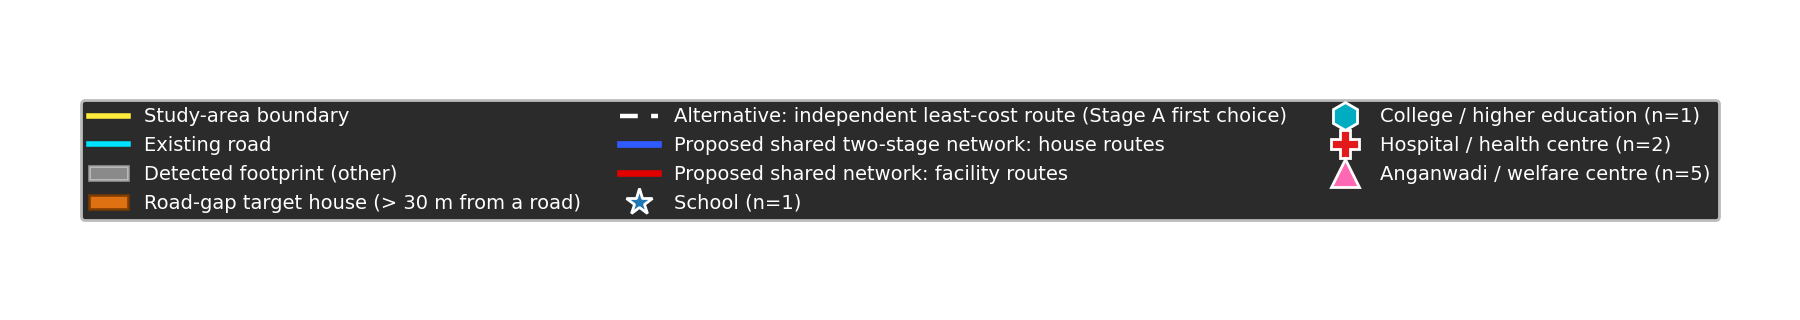 Study-area boundary
Existing road
Detected footprint (other)
Road-gap target house (> 30 m from a road)
Alternative: independent least-cost route (Stage A first choice)
Proposed shared two-stage network: house routes
Proposed shared network: facility routes
School (n=1)
College / higher education (n=1)
Hospital / health centre (n=2)
Anganwadi / welfare centre (n=5)